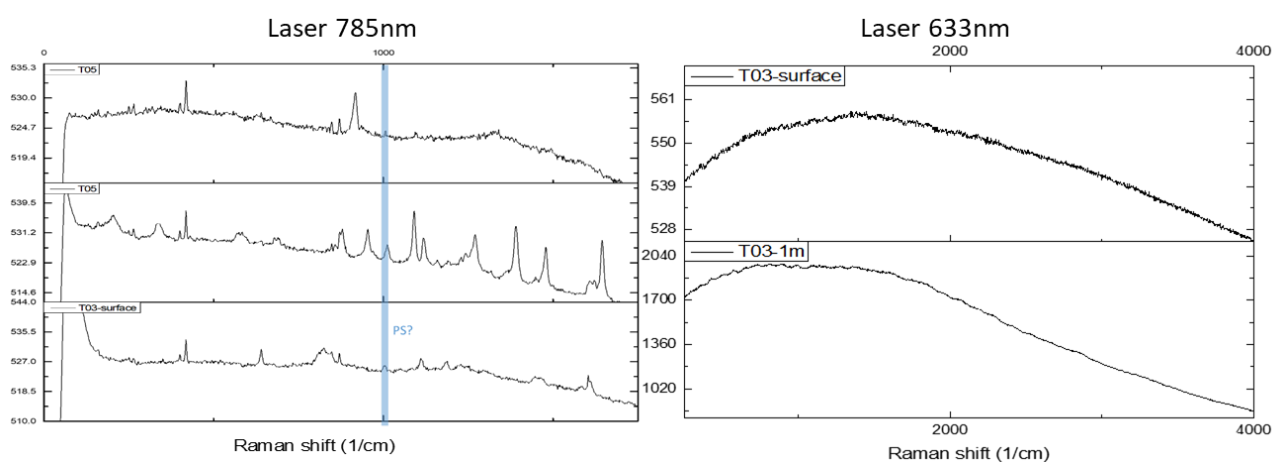 Laser 785nm
0 1000
T05
535.3
530.0
524.7
519.4
T05
539.5
531.2
522.9
514.6
544.0
T03-surface
535.5
527.0
518.5
510.0
PS?
Raman shift (1/cm)
Laser 633nm
2000 4000
T03-surface
561
550
539
528
T03-1m
2040
1700
1360
1020
2000 4000
Raman shift (1/cm)